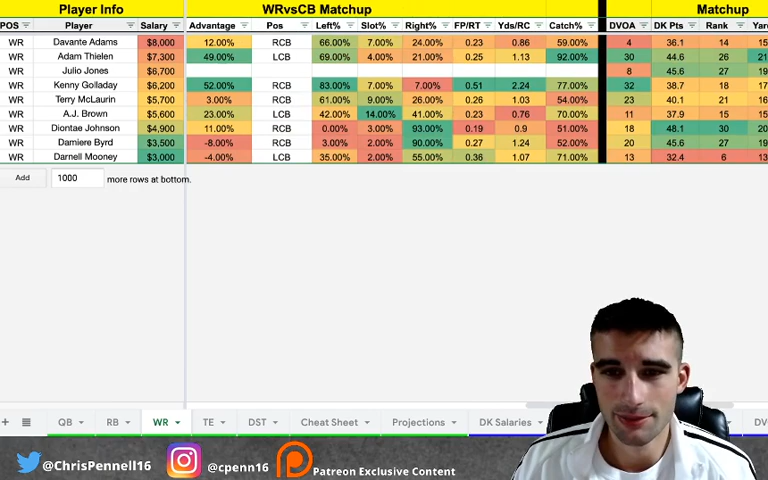 Player Info WRvsCB Matchup Matchup
POS Player Salary Advantage Pos Left% Slot% Right% FP/RT Yds/RC Catch% DVOA DK Pts Rank
WR Davante Adams $8,000 12.00% RCB 66.00% 7.00% 24.00% 0.23 0.86 59.00% 4 36.1 14
WR Adam Thielen $7,300 49.00% LCB 69.00% 4.00% 21.00% 0.25 1.13 92.00% 30 44.6 26
WR Julio Jones $6,700 8 45.6 27
WR Kenny Golladay $6,200 52.00% RCB 83.00% 7.00% 7.00% 0.51 2.24 77.00% 32 38.7 18
WR Terry McLaurin $5,700 3.00% RCB 61.00% 9.00% 26.00% 0.26 1.03 54.00% 23 40.1 21
WR A.J. Brown $5,600 23.00% LCB 42.00% 14.00% 41.00% 0.23 0.76 70.00% 11 37.9 15
WR Diontae Johnson $4,900 11.00% RCB 0.00% 3.00% 93.00% 0.19 0.9 51.00% 18 48.1 30
WR Damiere Byrd $3,500 -8.00% RCB 3.00% 2.00% 90.00% 0.27 1.24 52.00% 20 45.6 27
WR Darnell Mooney $3,000 -4.00% LCB 35.00% 2.00% 55.00% 0.36 1.07 71.00% 13 32.4 6
Add 1000 more rows at bottom.
QB RB WR TE DST Cheat Sheet Projections DK Salaries
@ChrisPennell16 @cpenn16 Patreon Exclusive Content